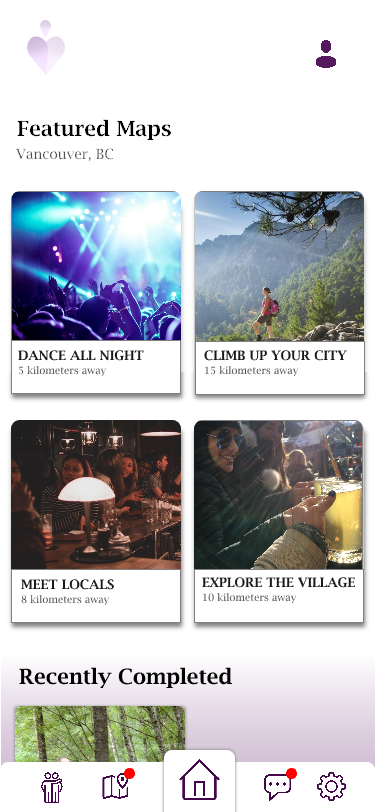 Featured Maps
Vancouver, BC
DANCE ALL NIGHT
5 kilometers away
CLIMB UP YOUR CITY
15 kilometers away
MEET LOCALS
8 kilometers away
EXPLORE THE VILLAGE
10 kilometers away
Recently Completed